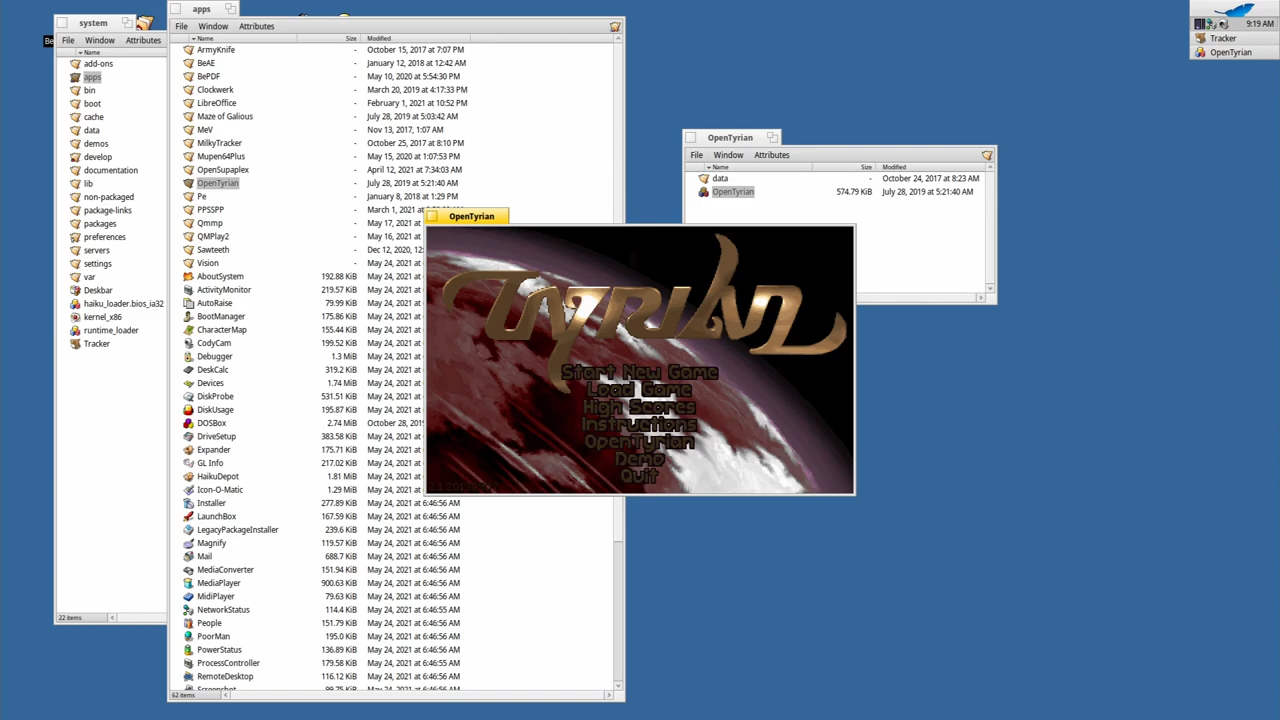 system
File Window Attributes
Name
add-ons
apps
bin
boot
cache
data
demos
develop
documentation
lib
non-packaged
package-links
packages
preferences
servers
settings
var
Deskbar
haiku_loader.bios_ia32
kernel_x86
runtime_loader
Tracker
22 items
apps
File Window Attributes
Name Size Modified
ArmyKnife - October 15, 2017 at 7:07 PM
BeAE - January 12, 2018 at 12:42 AM
BePDF - May 10, 2020 at 5:54:30 PM
Clockwerk - March 20, 2019 at 4:17:33 PM
LibreOffice - February 1, 2021 at 10:52 PM
Maze of Galious - July 28, 2019 at 5:03:42 AM
MeV - Nov 13, 2017, 1:07 AM
MilkyTracker - October 25, 2017 at 8:10 PM
Mupen64Plus - May 15, 2020 at 1:07:53 PM
OpenSupaplex - April 12, 2021 at 7:34:03 AM
OpenTyrian - July 28, 2019 at 5:21:40 AM
Pe - January 8, 2018 at 1:29 PM
PPSSPP - March 1, 2021
Qmmp - May 17, 2021 at
QMPlay2 - May 16, 2021 at
Sawteeth - Dec 12, 2020, 12:
Vision - May 24, 2021 at
AboutSystem 192.88 KiB May 24, 2021 at
ActivityMonitor 219.57 KiB May 24, 2021 at
AutoRaise 79.99 KiB May 24, 2021 at
BootManager 175.86 KiB May 24, 2021 at
CharacterMap 155.44 KiB May 24, 2021 at
CodyCam 199.52 KiB May 24, 2021 at
Debugger 1.3 MiB May 24, 2021 at
DeskCalc 319.2 KiB May 24, 2021 at
Devices 1.74 MiB May 24, 2021 at
DiskProbe 531.51 KiB May 24, 2021 at
DiskUsage 195.87 KiB May 24, 2021 at
DOSBox 2.74 MiB October 28, 201
DriveSetup 383.58 KiB May 24, 2021 at
Expander 175.71 KiB May 24, 2021 at
GL Info 217.02 KiB May 24, 2021 at
HaikuDepot 1.81 MiB May 24, 2021 at
Icon-O-Matic 1.29 MiB May 24, 2021 at
Installer 277.89 KiB May 24, 2021 at 6:46:56 AM
LaunchBox 167.59 KiB May 24, 2021 at 6:46:56 AM
LegacyPackageInstaller 239.6 KiB May 24, 2021 at 6:46:56 AM
Magnify 119.57 KiB May 24, 2021 at 6:46:56 AM
Mail 688.7 KiB May 24, 2021 at 6:46:56 AM
MediaConverter 151.94 KiB May 24, 2021 at 6:46:56 AM
MediaPlayer 900.63 KiB May 24, 2021 at 6:46:56 AM
MidiPlayer 79.63 KiB May 24, 2021 at 6:46:56 AM
NetworkStatus 114.4 KiB May 24, 2021 at 6:46:55 AM
People 151.79 KiB May 24, 2021 at 6:46:56 AM
PoorMan 195.0 KiB May 24, 2021 at 6:46:56 AM
PowerStatus 136.89 KiB May 24, 2021 at 6:46:56 AM
ProcessController 179.58 KiB May 24, 2021 at 6:46:55 AM
RemoteDesktop 116.12 KiB May 24, 2021 at 6:46:56 AM
Screenshot 99.75 KiB May 24, 2021 at 6:46:56 AM
62 items
OpenTyrian
File Window Attributes
Name Size Modified
data - October 24, 2017 at 8:23 AM
OpenTyrian 574.79 KiB July 28, 2019 at 5:21:40 AM
OpenTyrian
Tyrian
Start New Game
Load Game
High Scores
Instructions
OpenTyrian
Demo
Quit
9:19 AM
Tracker
OpenTyrian
Be